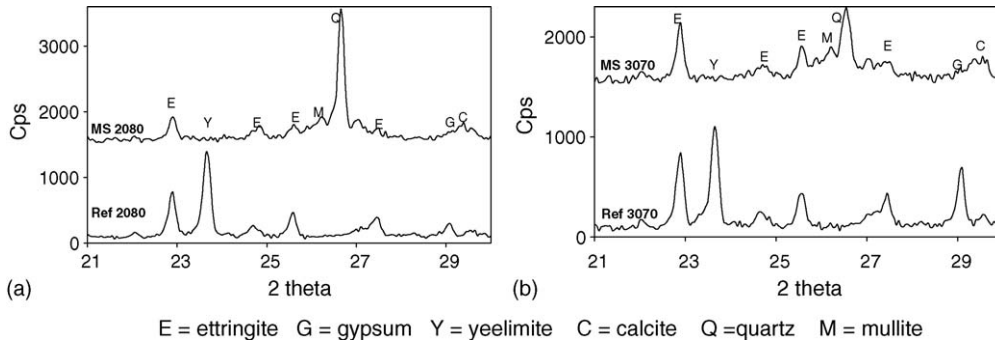 3000
2000
1000
0
Cps
Q
E
Y
E
E
M
E
G
C
MS 2080
Ref 2080
21 23 25 27 29
2 theta
(a)
2000
1000
0
Cps
E
Y
E
E
M
Q
E
G
C
MS 3070
Ref 3070
21 23 25 27 29
2 theta
(b)
E = ettringite G = gypsum Y = yeelimite C = calcite Q =quartz M = mullite